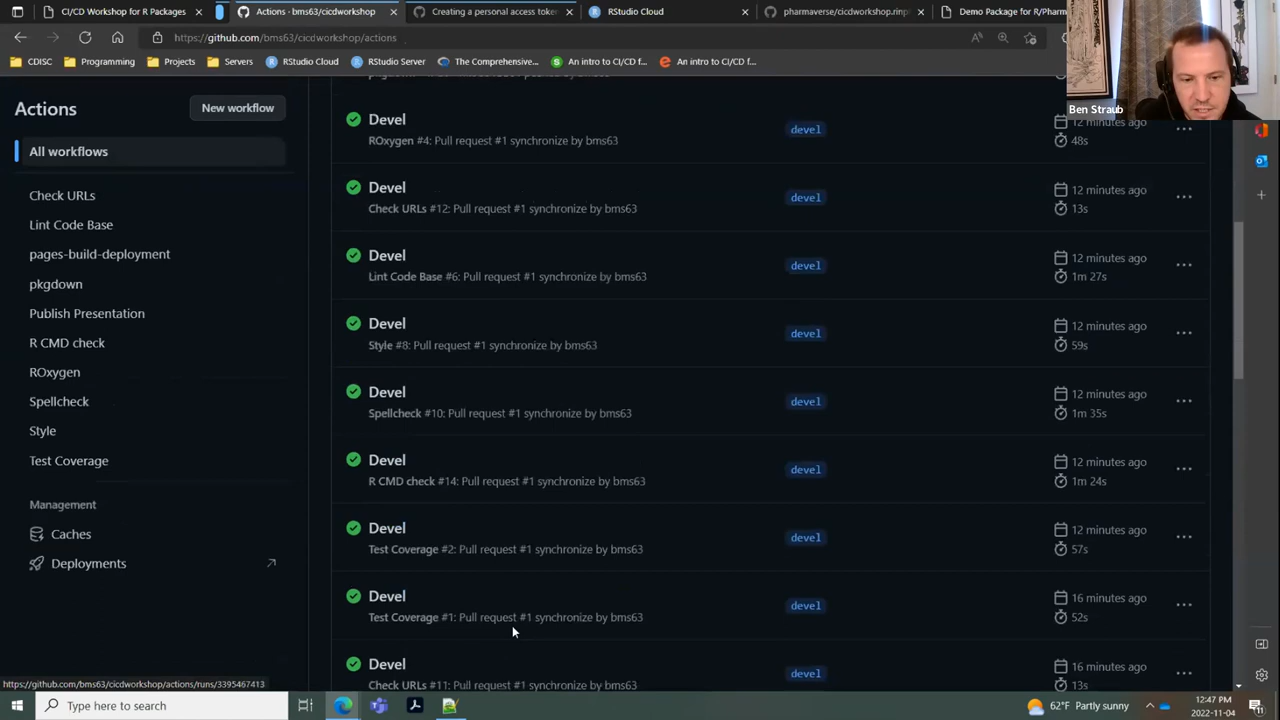 CI/CD Workshop for R Packages
Actions · bms63/cicdworkshop
Creating a personal access token
RStudio Cloud
pharmaverse/cicdworkshop.rinph
Demo Package for R/Pharm
https://github.com/bms63/cicdworkshop/actions
CDISC
Programming
Projects
Servers
RStudio Cloud
RStudio Server
The Comprehensive...
An intro to CI/CD f...
An intro to CI/CD f...
Ben Straub
Actions
New workflow
All workflows
Check URLs
Lint Code Base
pages-build-deployment
pkgdown
Publish Presentation
R CMD check
ROxygen
Spellcheck
Style
Test Coverage
Management
Caches
Deployments
Devel
ROxygen #4: Pull request #1 synchronize by bms63
devel
12 minutes ago
48s
Devel
Check URLs #12: Pull request #1 synchronize by bms63
devel
12 minutes ago
13s
Devel
Lint Code Base #6: Pull request #1 synchronize by bms63
devel
12 minutes ago
1m 27s
Devel
Style #8: Pull request #1 synchronize by bms63
devel
12 minutes ago
59s
Devel
Spellcheck #10: Pull request #1 synchronize by bms63
devel
12 minutes ago
1m 35s
Devel
R CMD check #14: Pull request #1 synchronize by bms63
devel
12 minutes ago
1m 24s
Devel
Test Coverage #2: Pull request #1 synchronize by bms63
devel
12 minutes ago
57s
Devel
Test Coverage #1: Pull request #1 synchronize by bms63
devel
16 minutes ago
52s
Devel
Check URLs #11: Pull request #1 synchronize by bms63
devel
16 minutes ago
13s
https://github.com/bms63/cicdworkshop/actions/runs/3395467413
Type here to search
62°F Partly sunny
12:47 PM
2022-11-04
11